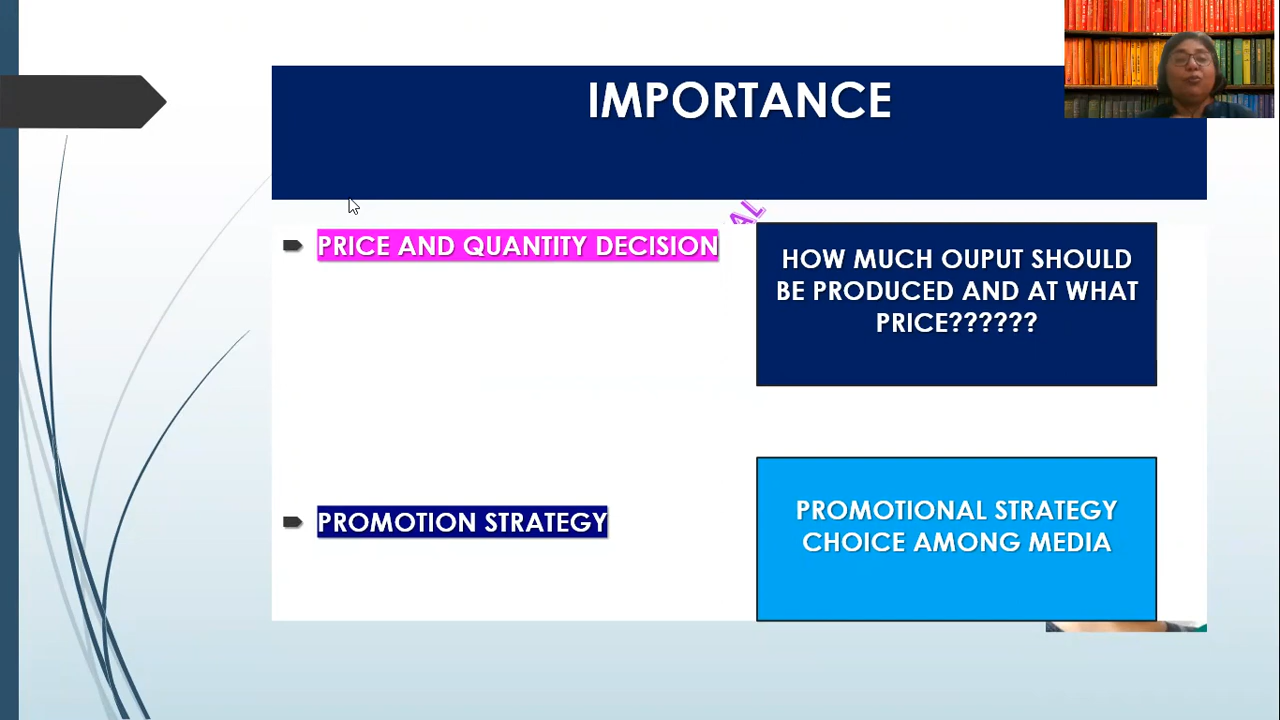 IMPORTANCE
AL
PRICE AND QUANTITY DECISION
HOW MUCH OUPUT SHOULD
BE PRODUCED AND AT WHAT
PRICE??????
PROMOTION STRATEGY
PROMOTIONAL STRATEGY
CHOICE AMONG MEDIA